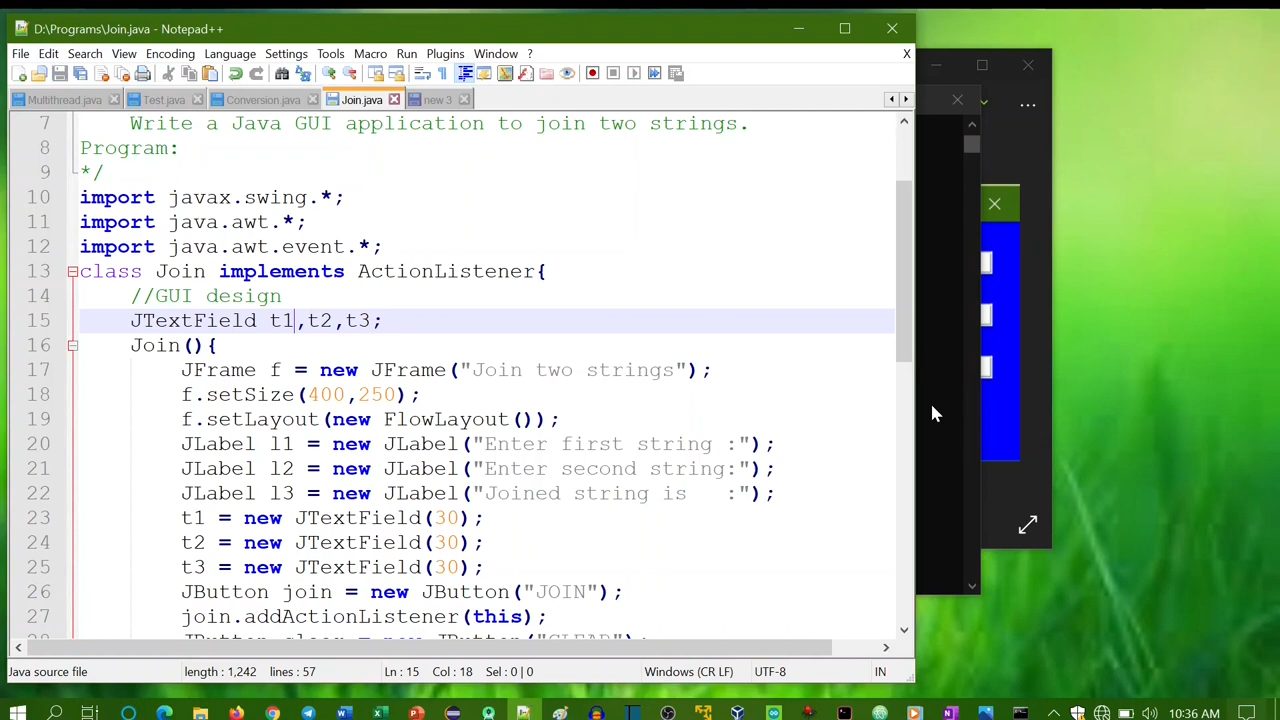 D:\Programs\Join.java - Notepad++
File Edit Search View Encoding Language Settings Tools Macro Run Plugins Window ? X
Multithread.java Test.java Conversion.java Join.java new 3
7 Write a Java GUI application to join two strings.
8 Program:
9 */
10 import javax.swing.*;
11 import java.awt.*;
12 import java.awt.event.*;
13 class Join implements ActionListener{
14 //GUI design
15 JTextField t1,t2,t3;
16 Join(){
17 JFrame f = new JFrame("Join two strings");
18 f.setSize(400,250);
19 f.setLayout(new FlowLayout());
20 JLabel l1 = new JLabel("Enter first string :");
21 JLabel l2 = new JLabel("Enter second string:");
22 JLabel l3 = new JLabel("Joined string is   :");
23 t1 = new JTextField(30);
24 t2 = new JTextField(30);
25 t3 = new JTextField(30);
26 JButton join = new JButton("JOIN");
27 join.addActionListener(this);
28 JButton clear = new JButton("CLEAR");
Java source file length : 1,242 lines : 57 Ln : 15 Col : 18 Sel : 0 | 0 Windows (CR LF) UTF-8 IN
10:36 AM